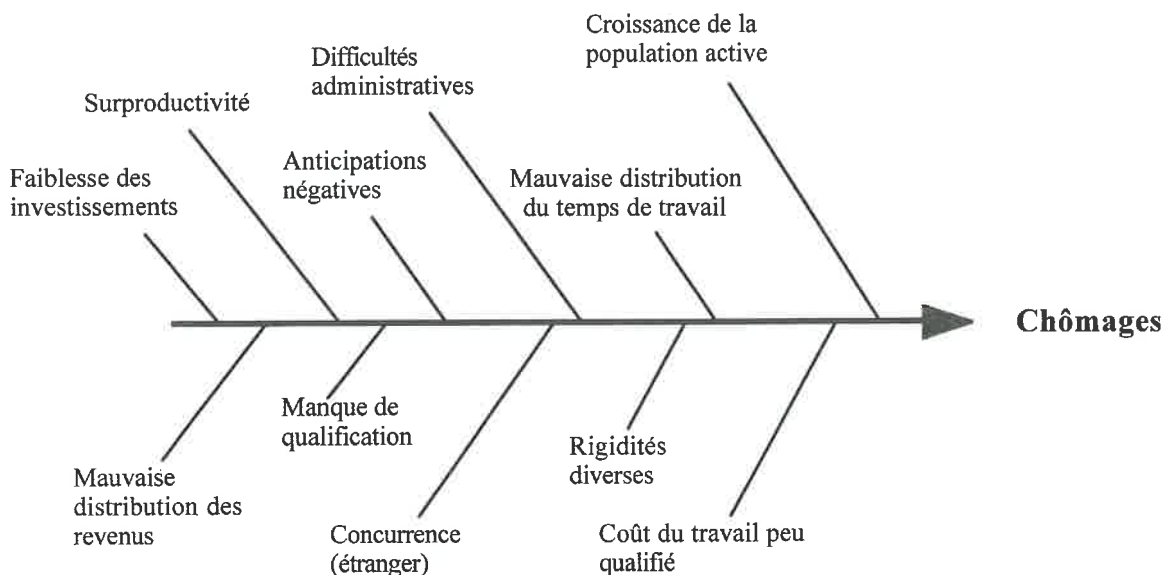 Croissance de la
population active
Difficultés
administratives
Surproductivité
Anticipations
négatives
Mauvaise distribution
du temps de travail
Faiblesse des
investissements
Chômages
Manque de
qualification
Rigidités
diverses
Mauvaise
distribution des
revenus
Concurrence
(étranger)
Coût du travail peu
qualifié